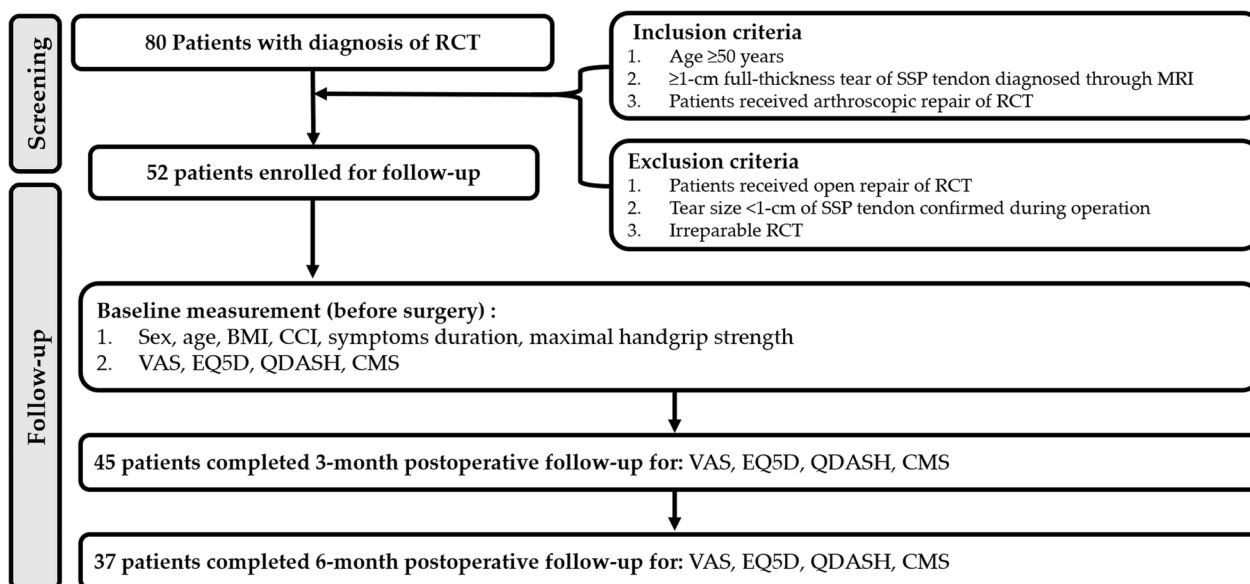 Screening
80 Patients with diagnosis of RCT
Inclusion criteria
1. Age ≥50 years
2. ≥1-cm full-thickness tear of SSP tendon diagnosed through MRI
3. Patients received arthroscopic repair of RCT
52 patients enrolled for follow-up
Exclusion criteria
1. Patients received open repair of RCT
2. Tear size <1-cm of SSP tendon confirmed during operation
3. Irreparable RCT
Follow-up
Baseline measurement (before surgery) :
1. Sex, age, BMI, CCI, symptoms duration, maximal handgrip strength
2. VAS, EQ5D, QDASH, CMS
45 patients completed 3-month postoperative follow-up for: VAS, EQ5D, QDASH, CMS
37 patients completed 6-month postoperative follow-up for: VAS, EQ5D, QDASH, CMS